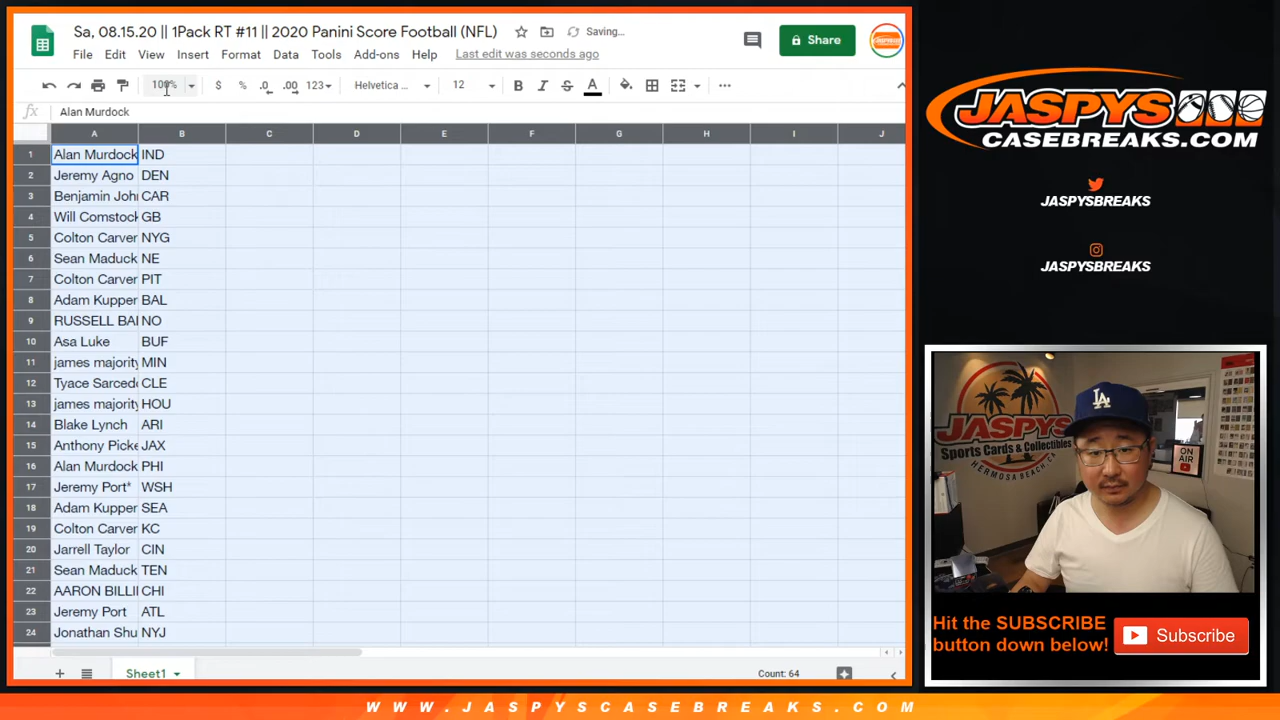 Sa, 08.15.20 || 1Pack RT #11 || 2020 Panini Score Football (NFL)
Saving...
File Edit View Insert Format Data Tools Add-ons Help Last edit was seconds ago
Share
100% $ % .0 .00 123 Helvetica ... 12 B I S A
fx Alan Murdock
A B C D E F G H I J
1 Alan Murdock IND
2 Jeremy Agno DEN
3 Benjamin Joh CAR
4 Will Comstock GB
5 Colton Carver NYG
6 Sean Maduck NE
7 Colton Carver PIT
8 Adam Kupper BAL
9 RUSSELL BAI NO
10 Asa Luke BUF
11 james majority MIN
12 Tyace Sarcedo CLE
13 james majority HOU
14 Blake Lynch ARI
15 Anthony Picke JAX
16 Alan Murdock PHI
17 Jeremy Port* WSH
18 Adam Kupper SEA
19 Colton Carver KC
20 Jarrell Taylor CIN
21 Sean Maduck TEN
22 AARON BILLI CHI
23 Jeremy Port ATL
24 Jonathan Shu NYJ
Sheet1
Count: 64
JASPYS
CASEBREAKS.COM
JASPYSBREAKS
JASPYSBREAKS
JASPYS
Sports Cards & Collectibles
HERMOSA BEACH, CA
LA
ON
AIR
Hit the SUBSCRIBE
button down below!
Subscribe
WWW.JASPYSCASEBREAKS.COM